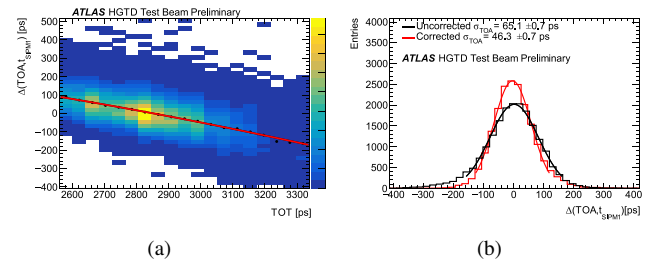 ATLAS HGTD Test Beam Preliminary
Δ(TOA,t_SIPM1) [ps]
500
400
300
200
100
0
−100
−200
−300
−400
2600 2700 2800 2900 3000 3100 3200 3300
TOT [ps]
(a)
Entries
4000
3500
3000
2500
2000
1500
1000
500
0
Uncorrected σ_TOA = 65.1 ±0.7 ps
Corrected σ_TOA = 46.3 ±0.7 ps
ATLAS HGTD Test Beam Preliminary
−400 −300 −200 −100 0 100 200 300 400
Δ(TOA,t_SIPM1)[ps]
(b)